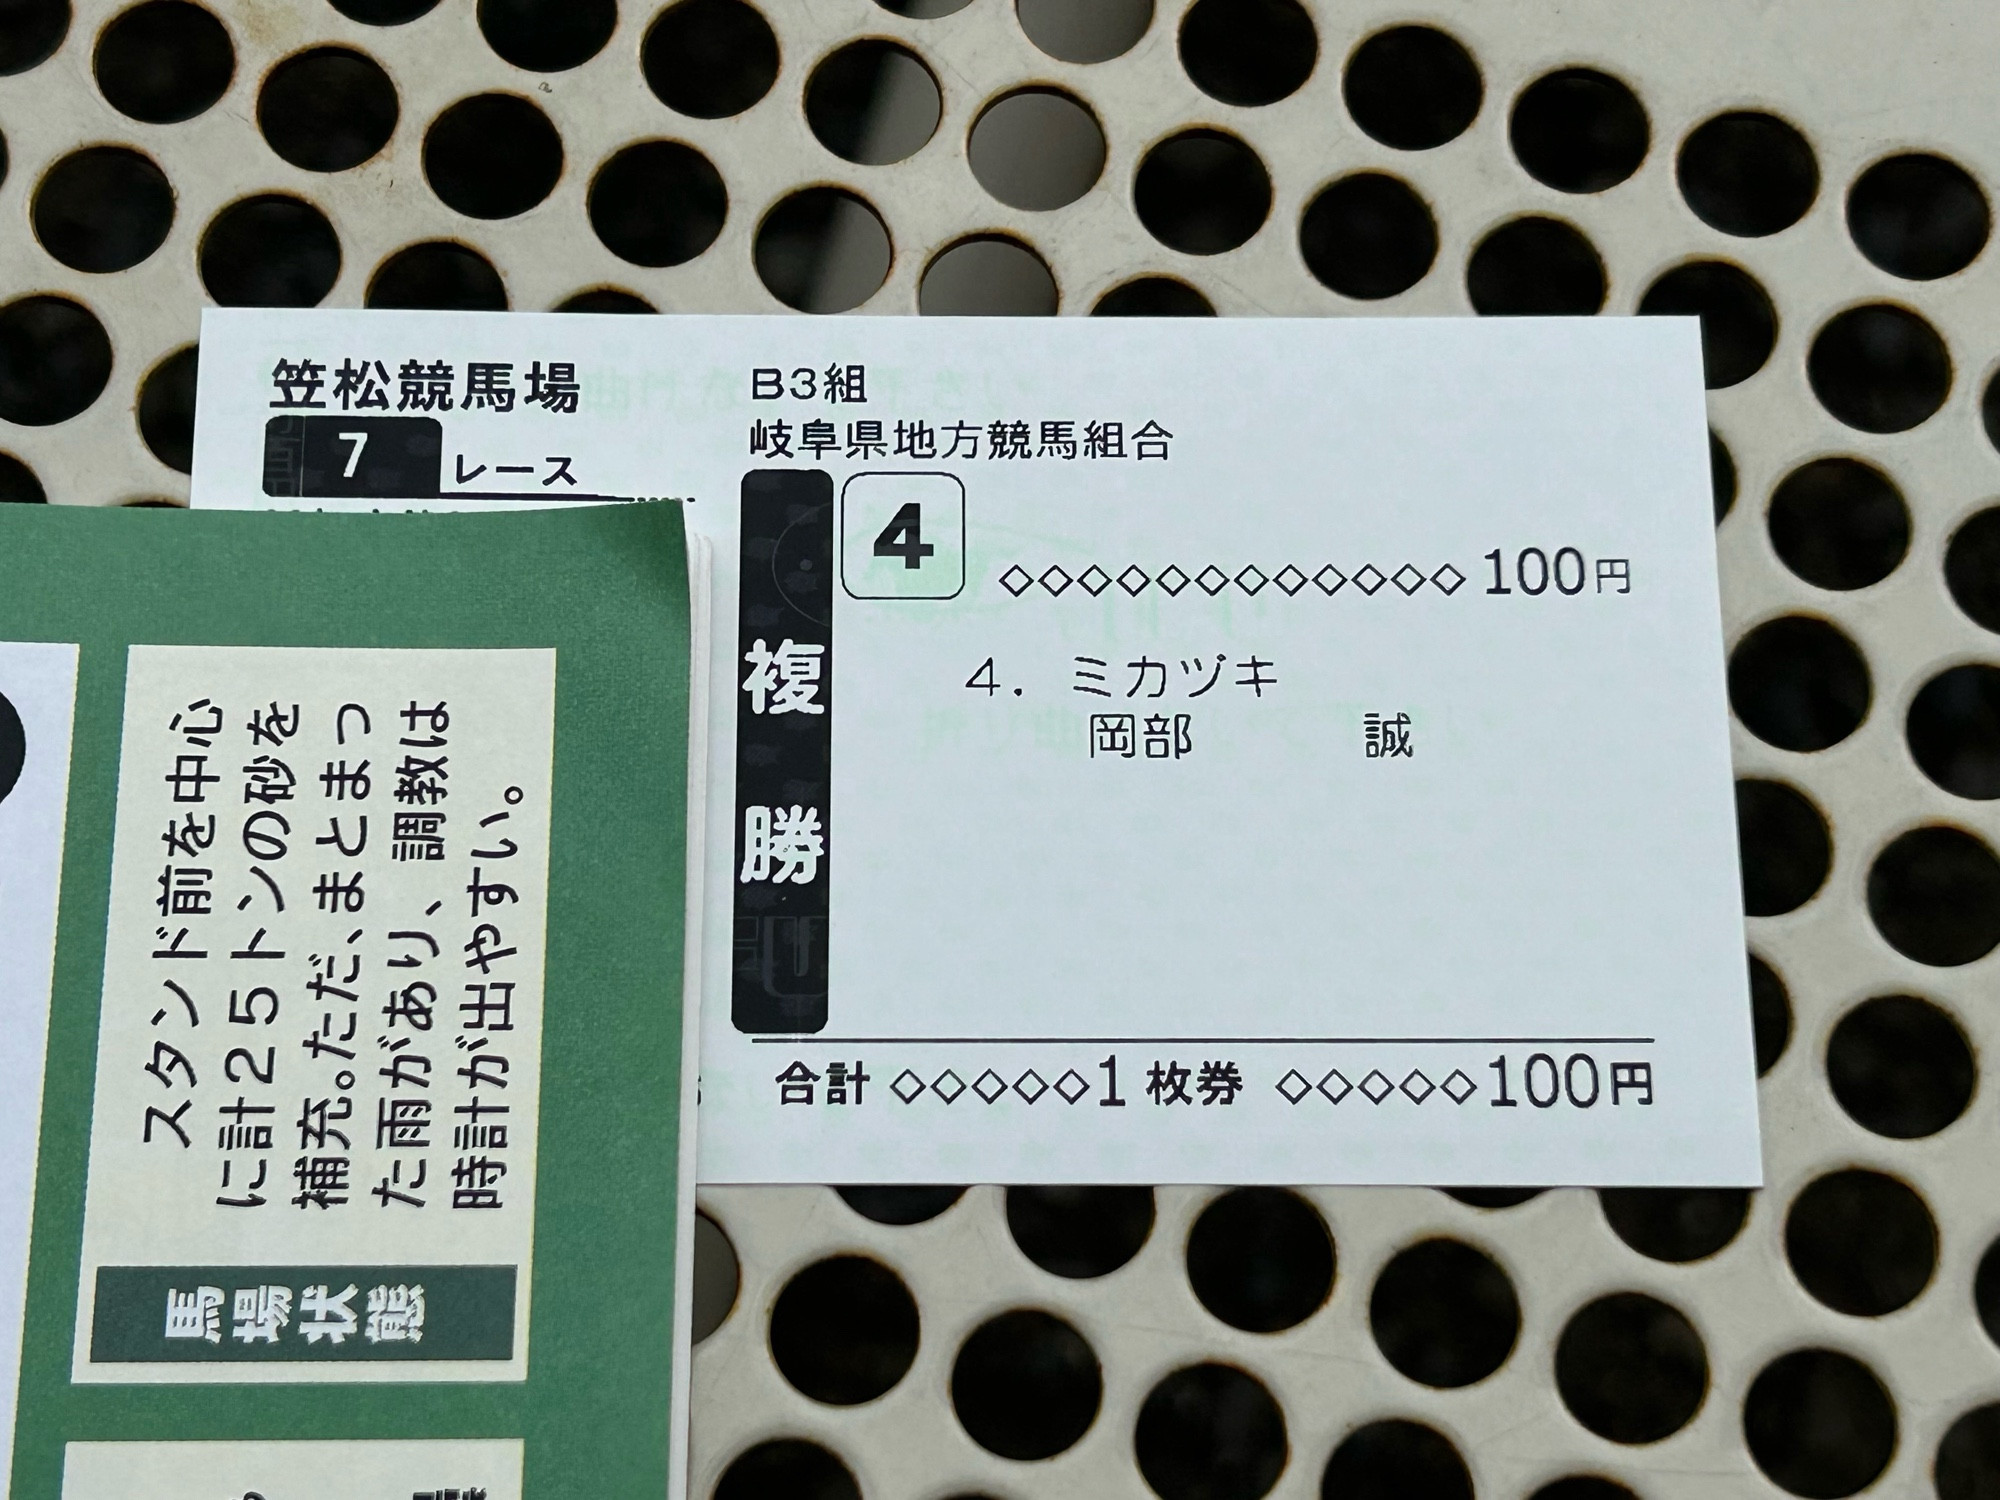 笠松競馬場
7 レース
B3組
岐阜県地方競馬組合
複勝
4
◇◇◇◇◇◇◇◇◇◇◇◇100円
4. ミカヅキ
岡部 誠
合計 ◇◇◇◇◇1 枚券 ◇◇◇◇◇100円
馬場状態
スタンド前を中心
に計25トンの砂を
補充。ただ、まとまっ
た雨があり、調教は
時計が出やすい。